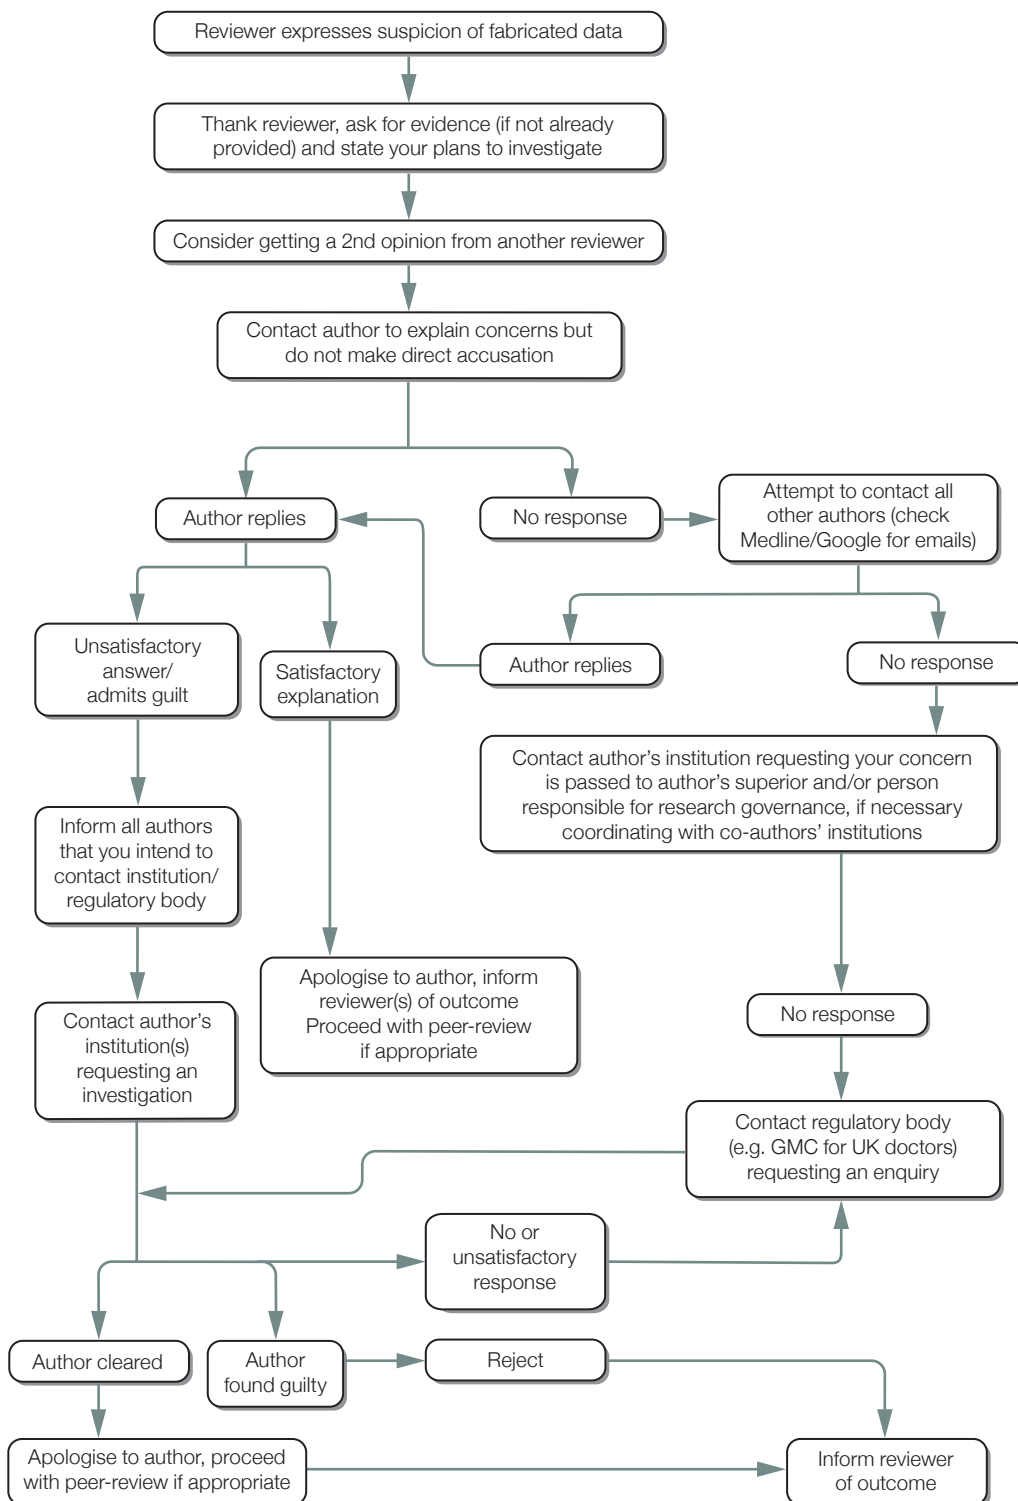 Reviewer expresses suspicion of fabricated data
Thank reviewer, ask for evidence (if not already
provided) and state your plans to investigate
Consider getting a 2nd opinion from another reviewer
Contact author to explain concerns but
do not make direct accusation
Author replies
No response
Attempt to contact all
other authors (check
Medline/Google for emails)
Unsatisfactory
answer/
admits guilt
Satisfactory
explanation
Author replies
No response
Contact author’s institution requesting your concern
is passed to author’s superior and/or person
responsible for research governance, if necessary
coordinating with co-authors’ institutions
Inform all authors
that you intend to
contact institution/
regulatory body
Apologise to author, inform
reviewer(s) of outcome
Proceed with peer-review
if appropriate
No response
Contact author’s
institution(s)
requesting an
investigation
Contact regulatory body
(e.g. GMC for UK doctors)
requesting an enquiry
No or
unsatisfactory
response
Author cleared
Author
found guilty
Reject
Apologise to author, proceed
with peer-review if appropriate
Inform reviewer
of outcome